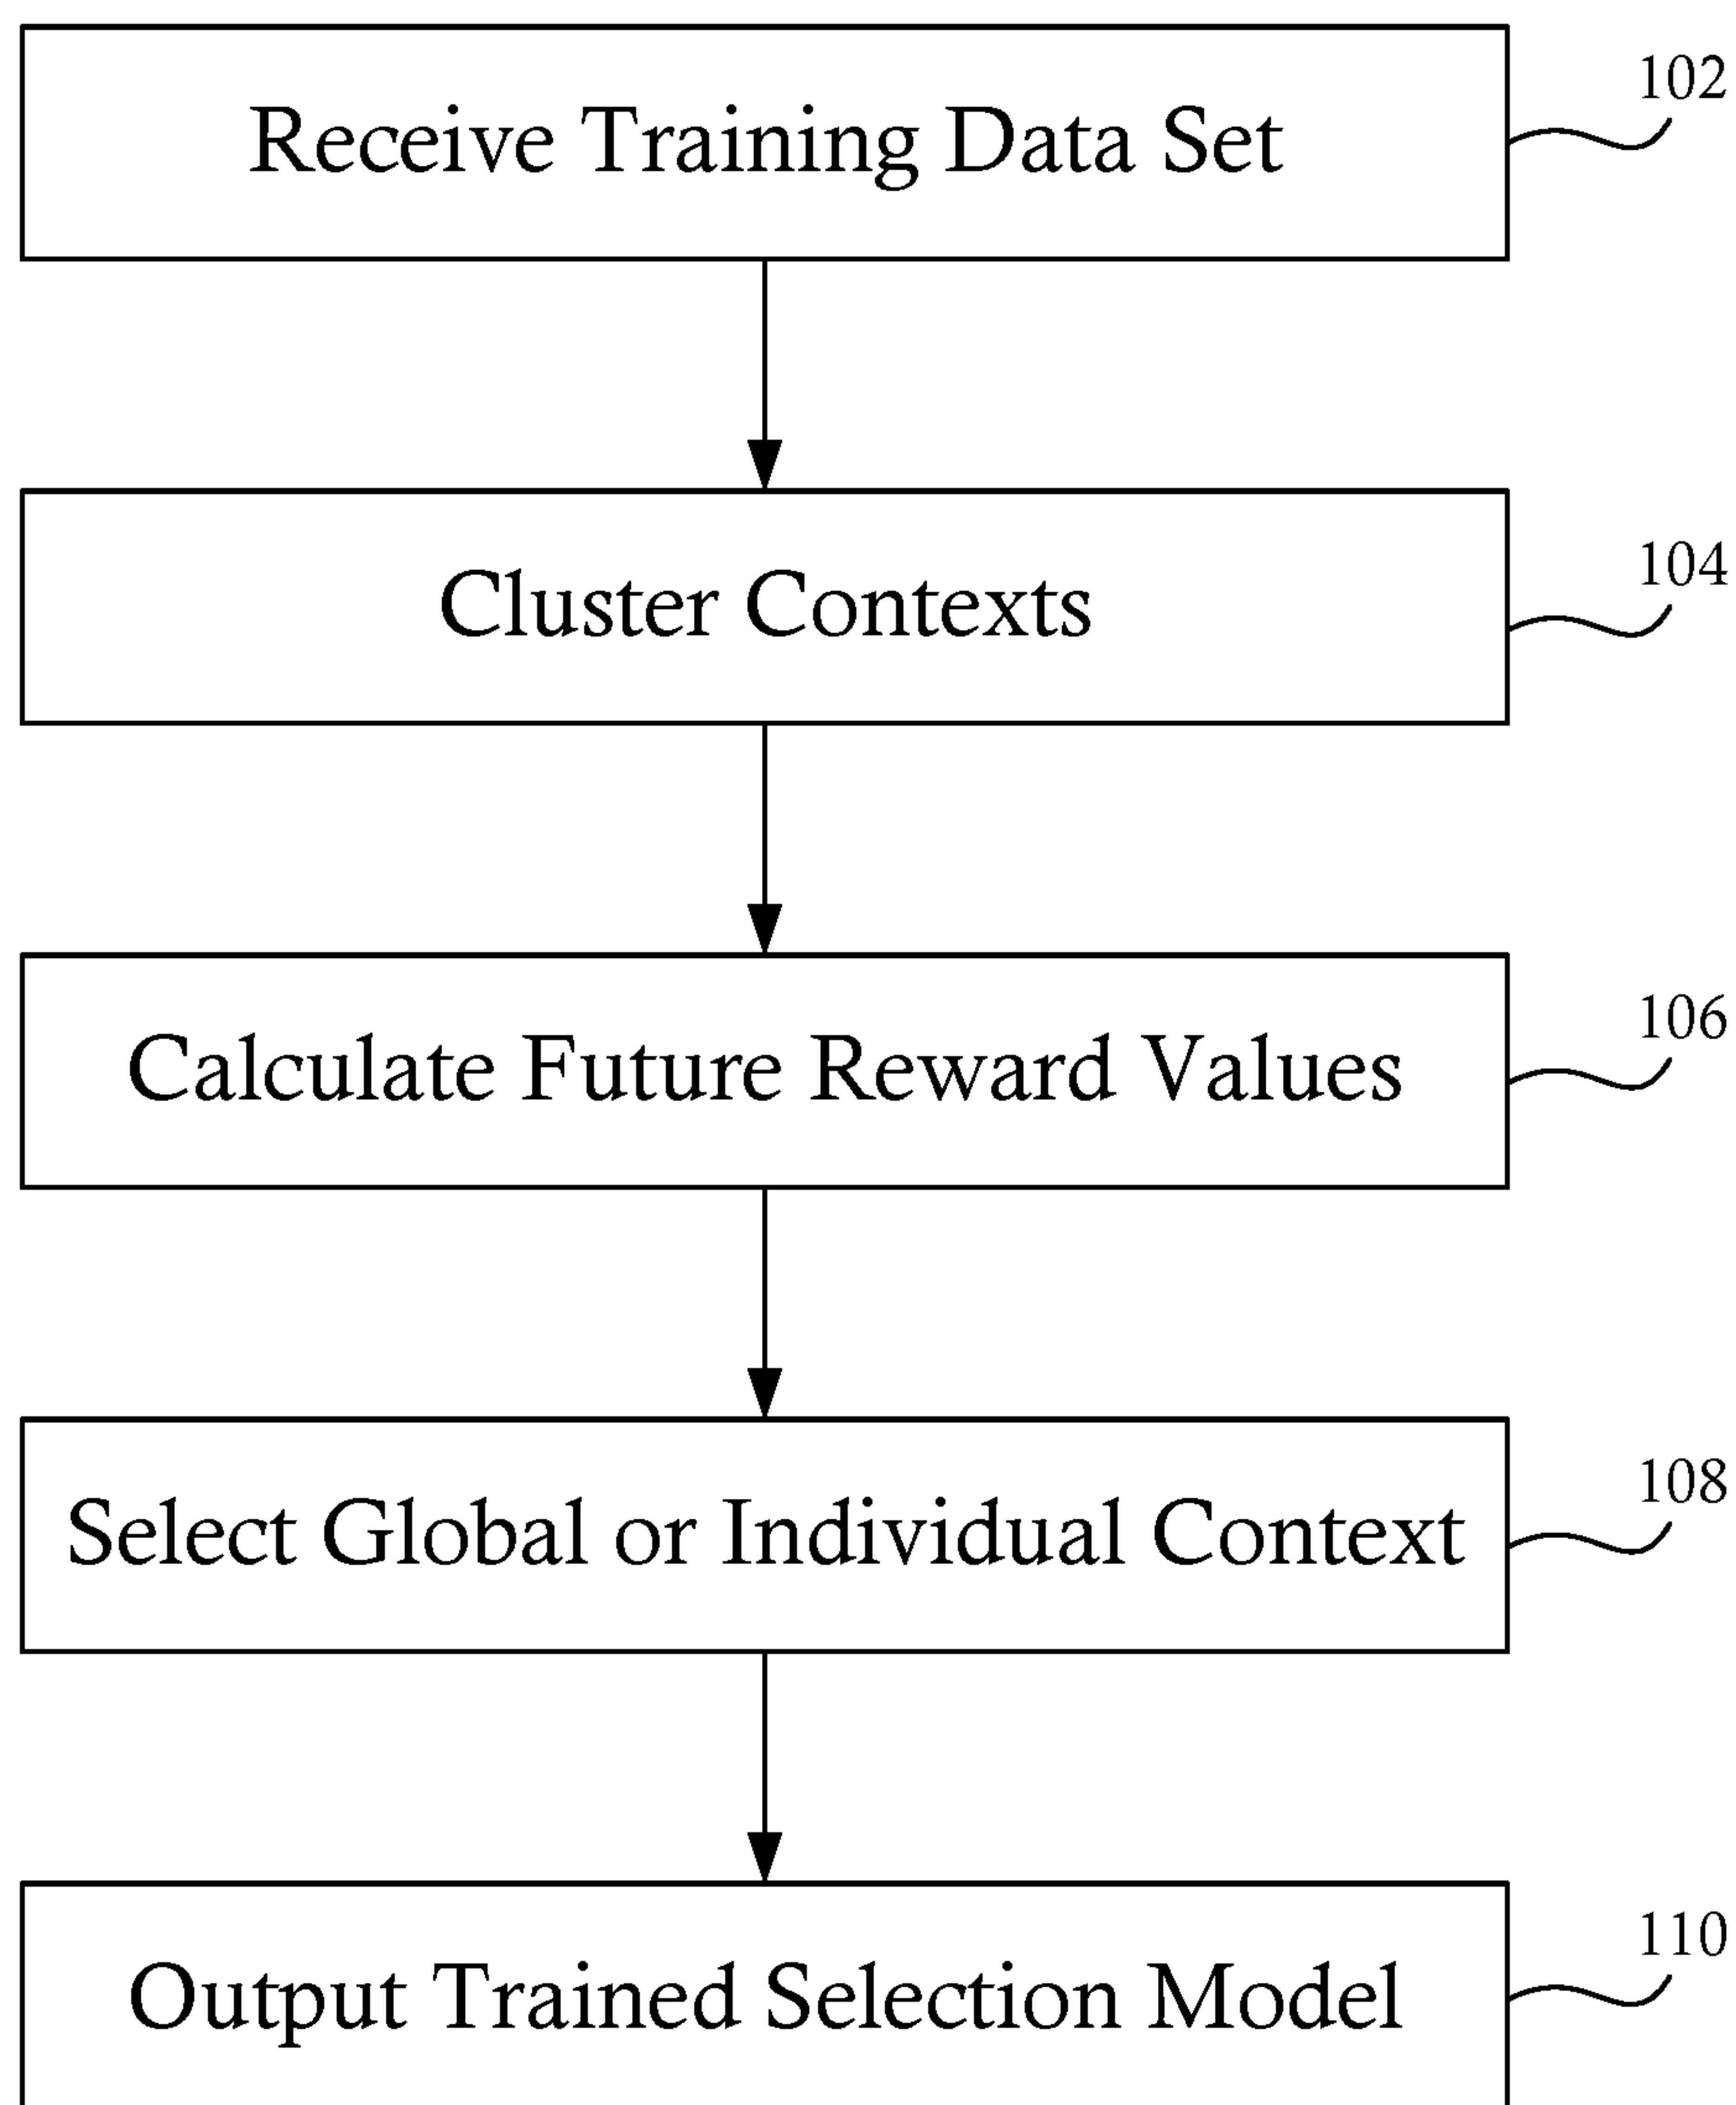 Receive Training Data Set
102
Cluster Contexts
104
Calculate Future Reward Values
106
Select Global or Individual Context
108
Output Trained Selection Model
110